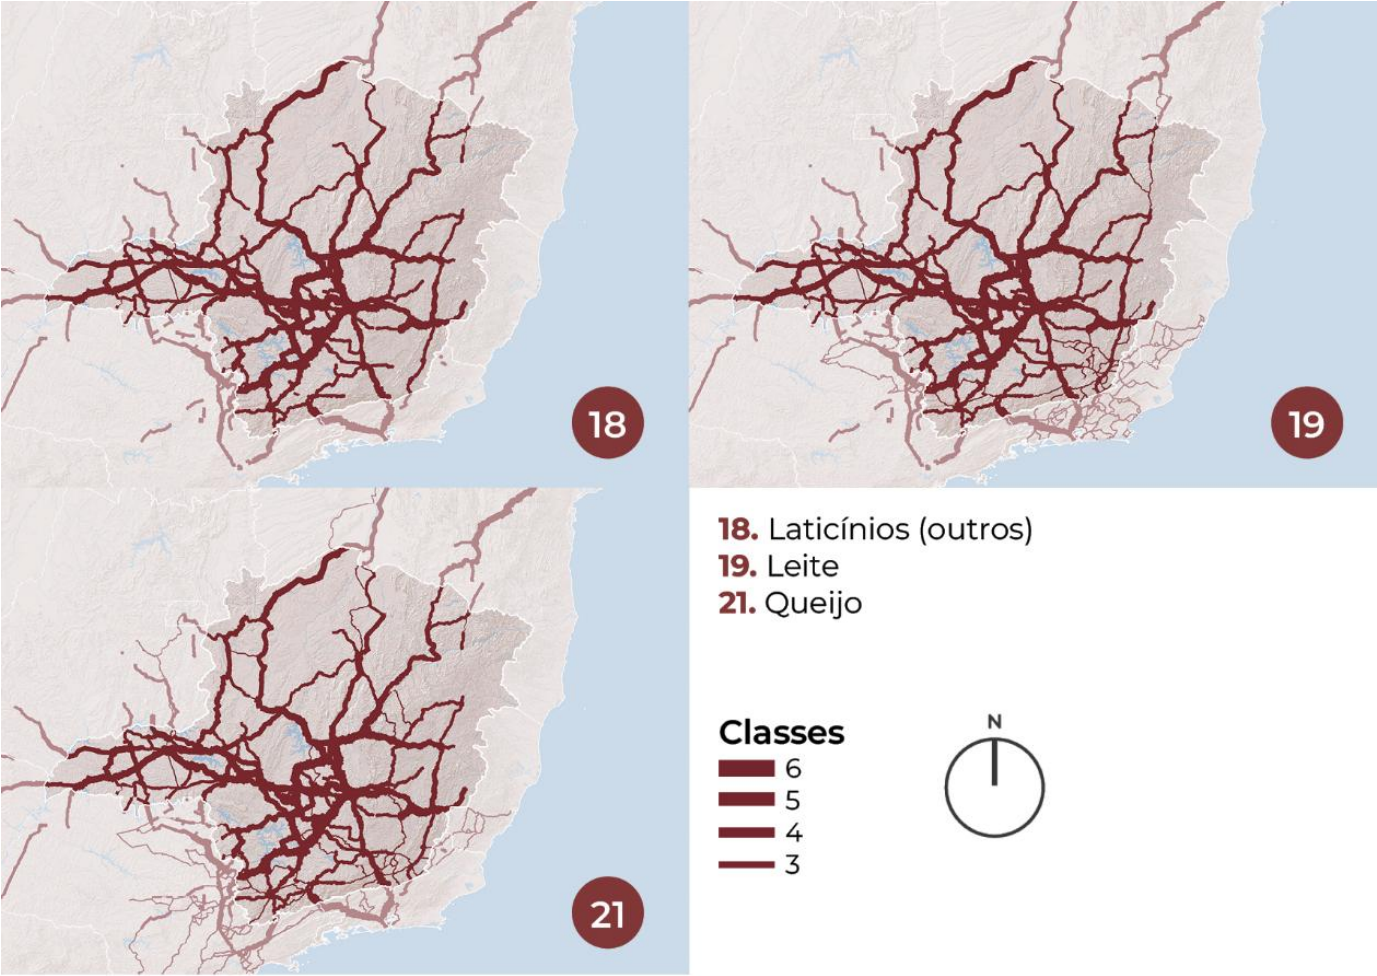 18
19
21
18. Laticínios (outros)
19. Leite
21. Queijo
Classes
6
5
4
3
N